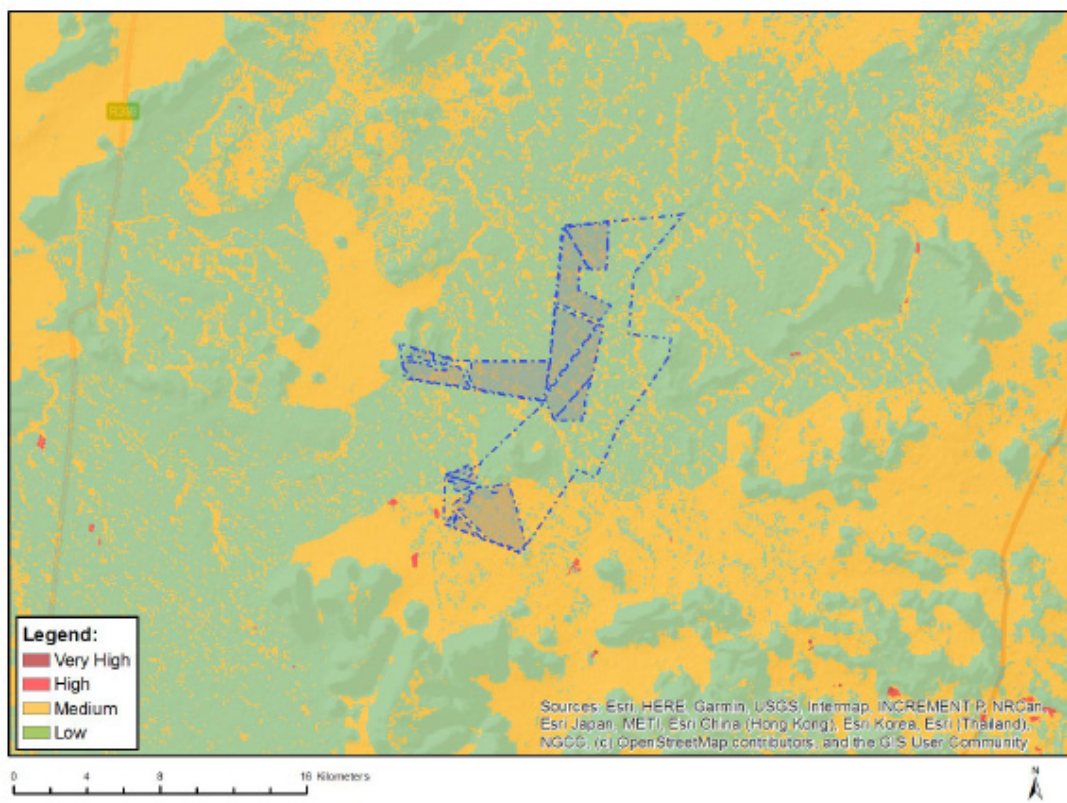 Legend:
Very High
High
Medium
Low
Sources: Esri, HERE, Garmin, USGS, Intermap, INCREMENT P, NRCan,
Esri Japan, METI, Esri China (Hong Kong), Esri Korea, Esri (Thailand),
NGCC, (c) OpenStreetMap contributors, and the GIS User Community
0 4 8 16 Kilometers
N